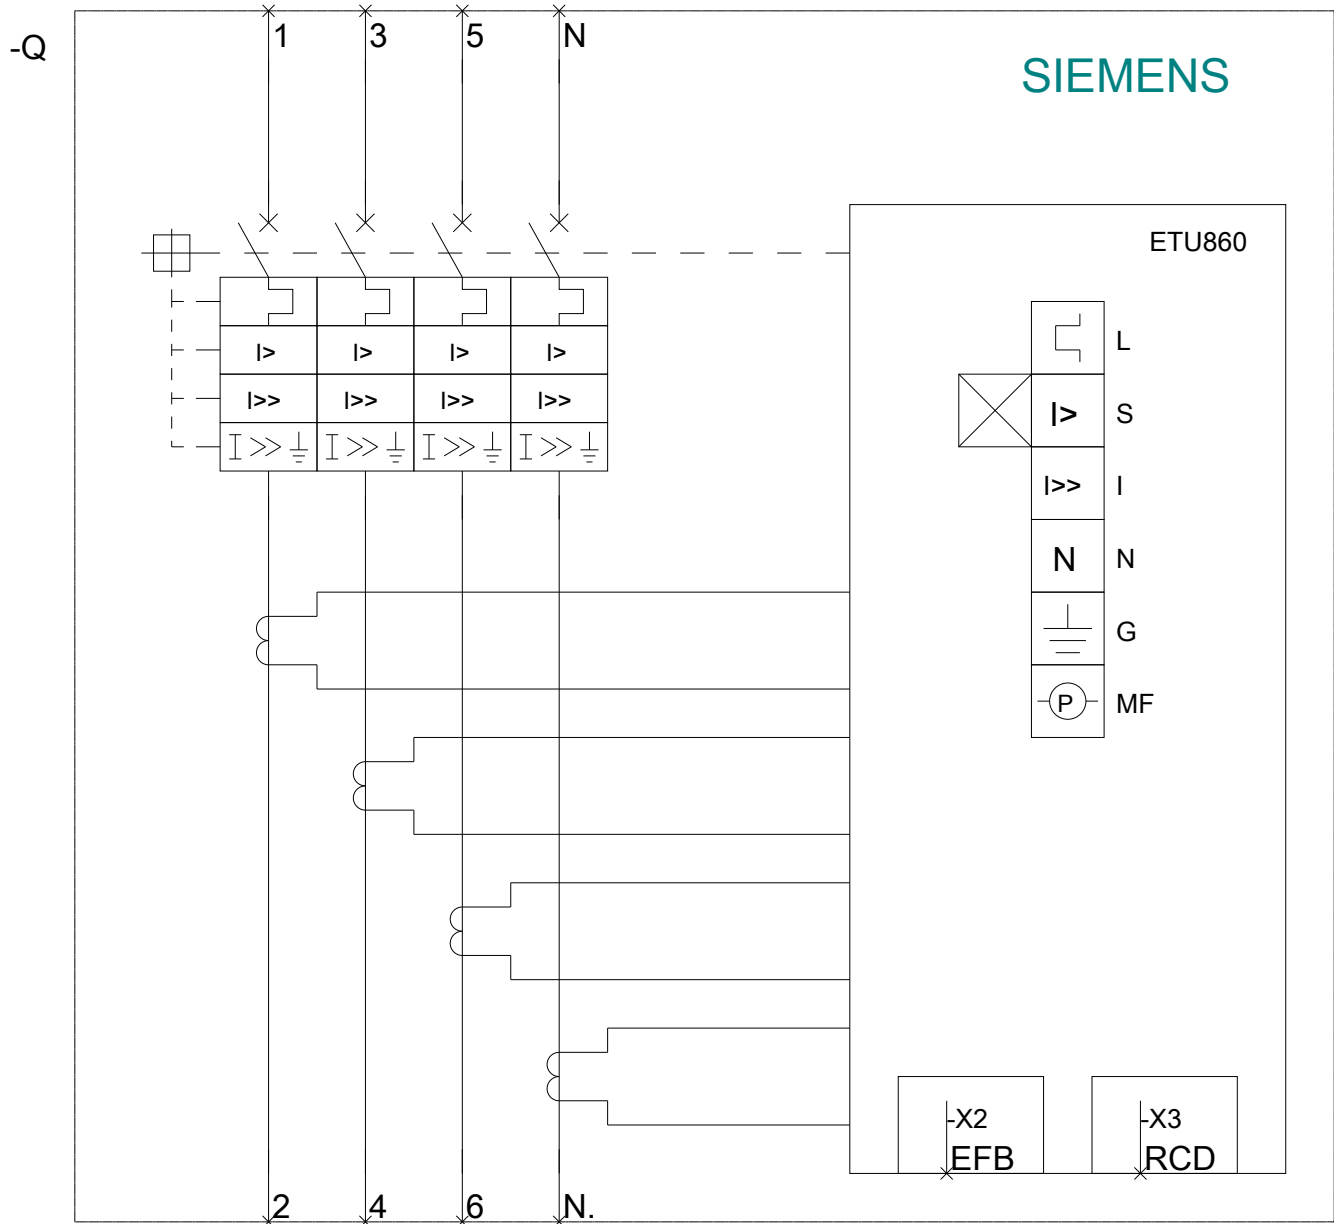 1 3 5 N
-Q
SIEMENS
ETU860
L
I> I> I> I> 
I>> I>> I>> I>>
I>> I>> I>> I>>
I> S
I>> I
N N
G
P MF
-X2 -X3
EFB RCD
2 4 6 N.